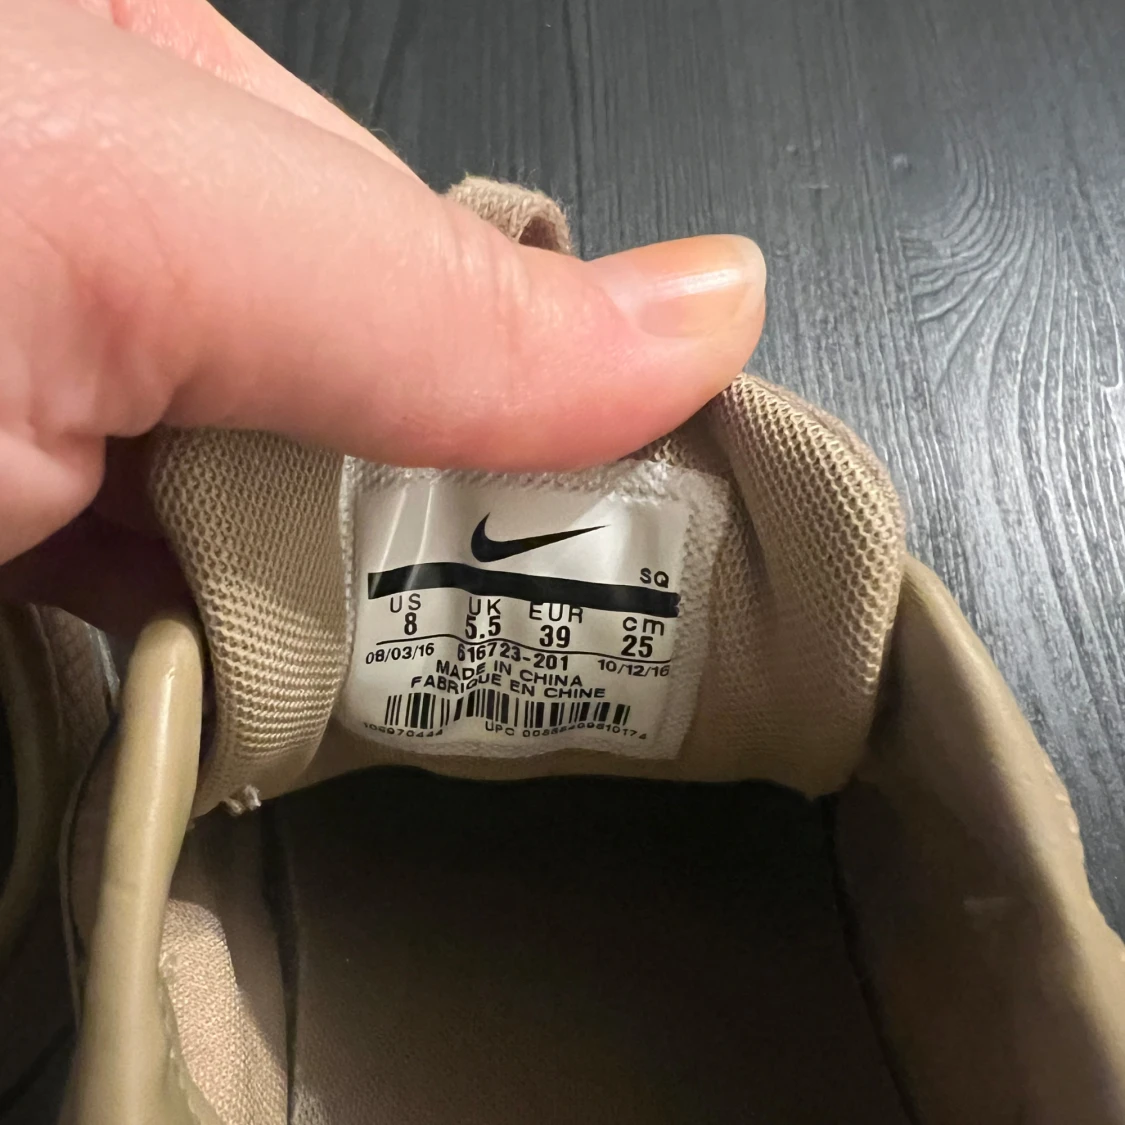 SQ
US UK EUR cm
8 5.5 39 25
08/03/16 616723-201 10/12/16
MADE IN CHINA
FABRIQUE EN CHINE
UPC